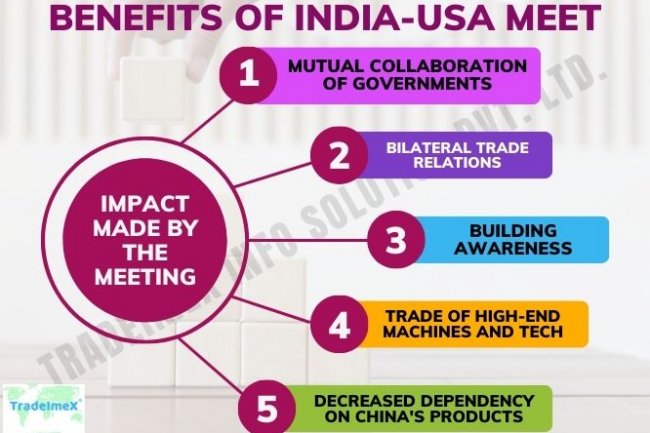 BENEFITS OF INDIA-USA MEET
1
MUTUAL COLLABORATION
OF GOVERNMENTS
2
BILATERAL TRADE
RELATIONS
IMPACT
MADE BY
THE
MEETING
3
BUILDING
AWARENESS
4
TRADE OF HIGH-END
MACHINES AND TECH
5
DECREASED DEPENDENCY
ON CHINA'S PRODUCTS
TradeImeX®
INFO PVT. LTD.